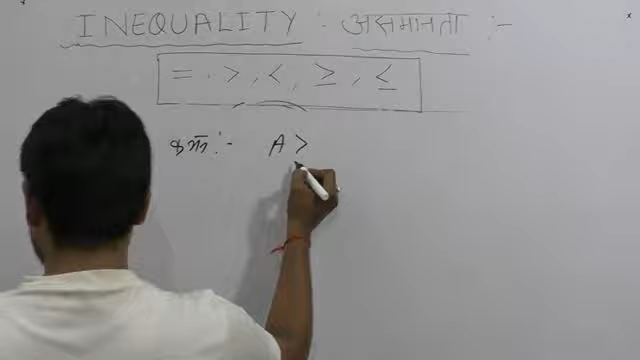 INEQUALITY : असमानता :-
= , > , < , ≥ , ≤
क्रम :- A >